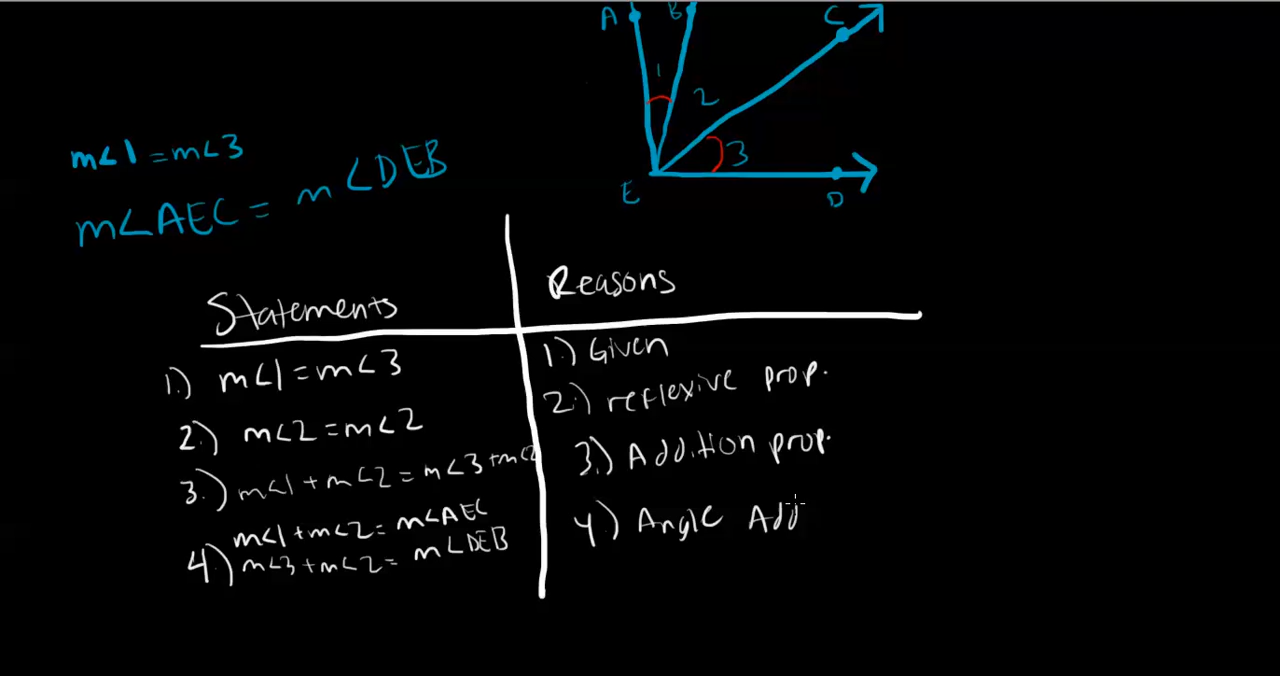 A B C
1 2
3
E D
m<1 = m<3
m<AEC = m<DEB
Statements Reasons
1.) m<1 = m<3 1.) Given
2.) m<2 = m<2 2.) reflexive prop.
3.) m<1 + m<2 = m<3 + m<2 3.) Addition prop.
m<1 + m<2 = m<AEC
4.) m<3 + m<2 = m<DEB 4.) Angle Add